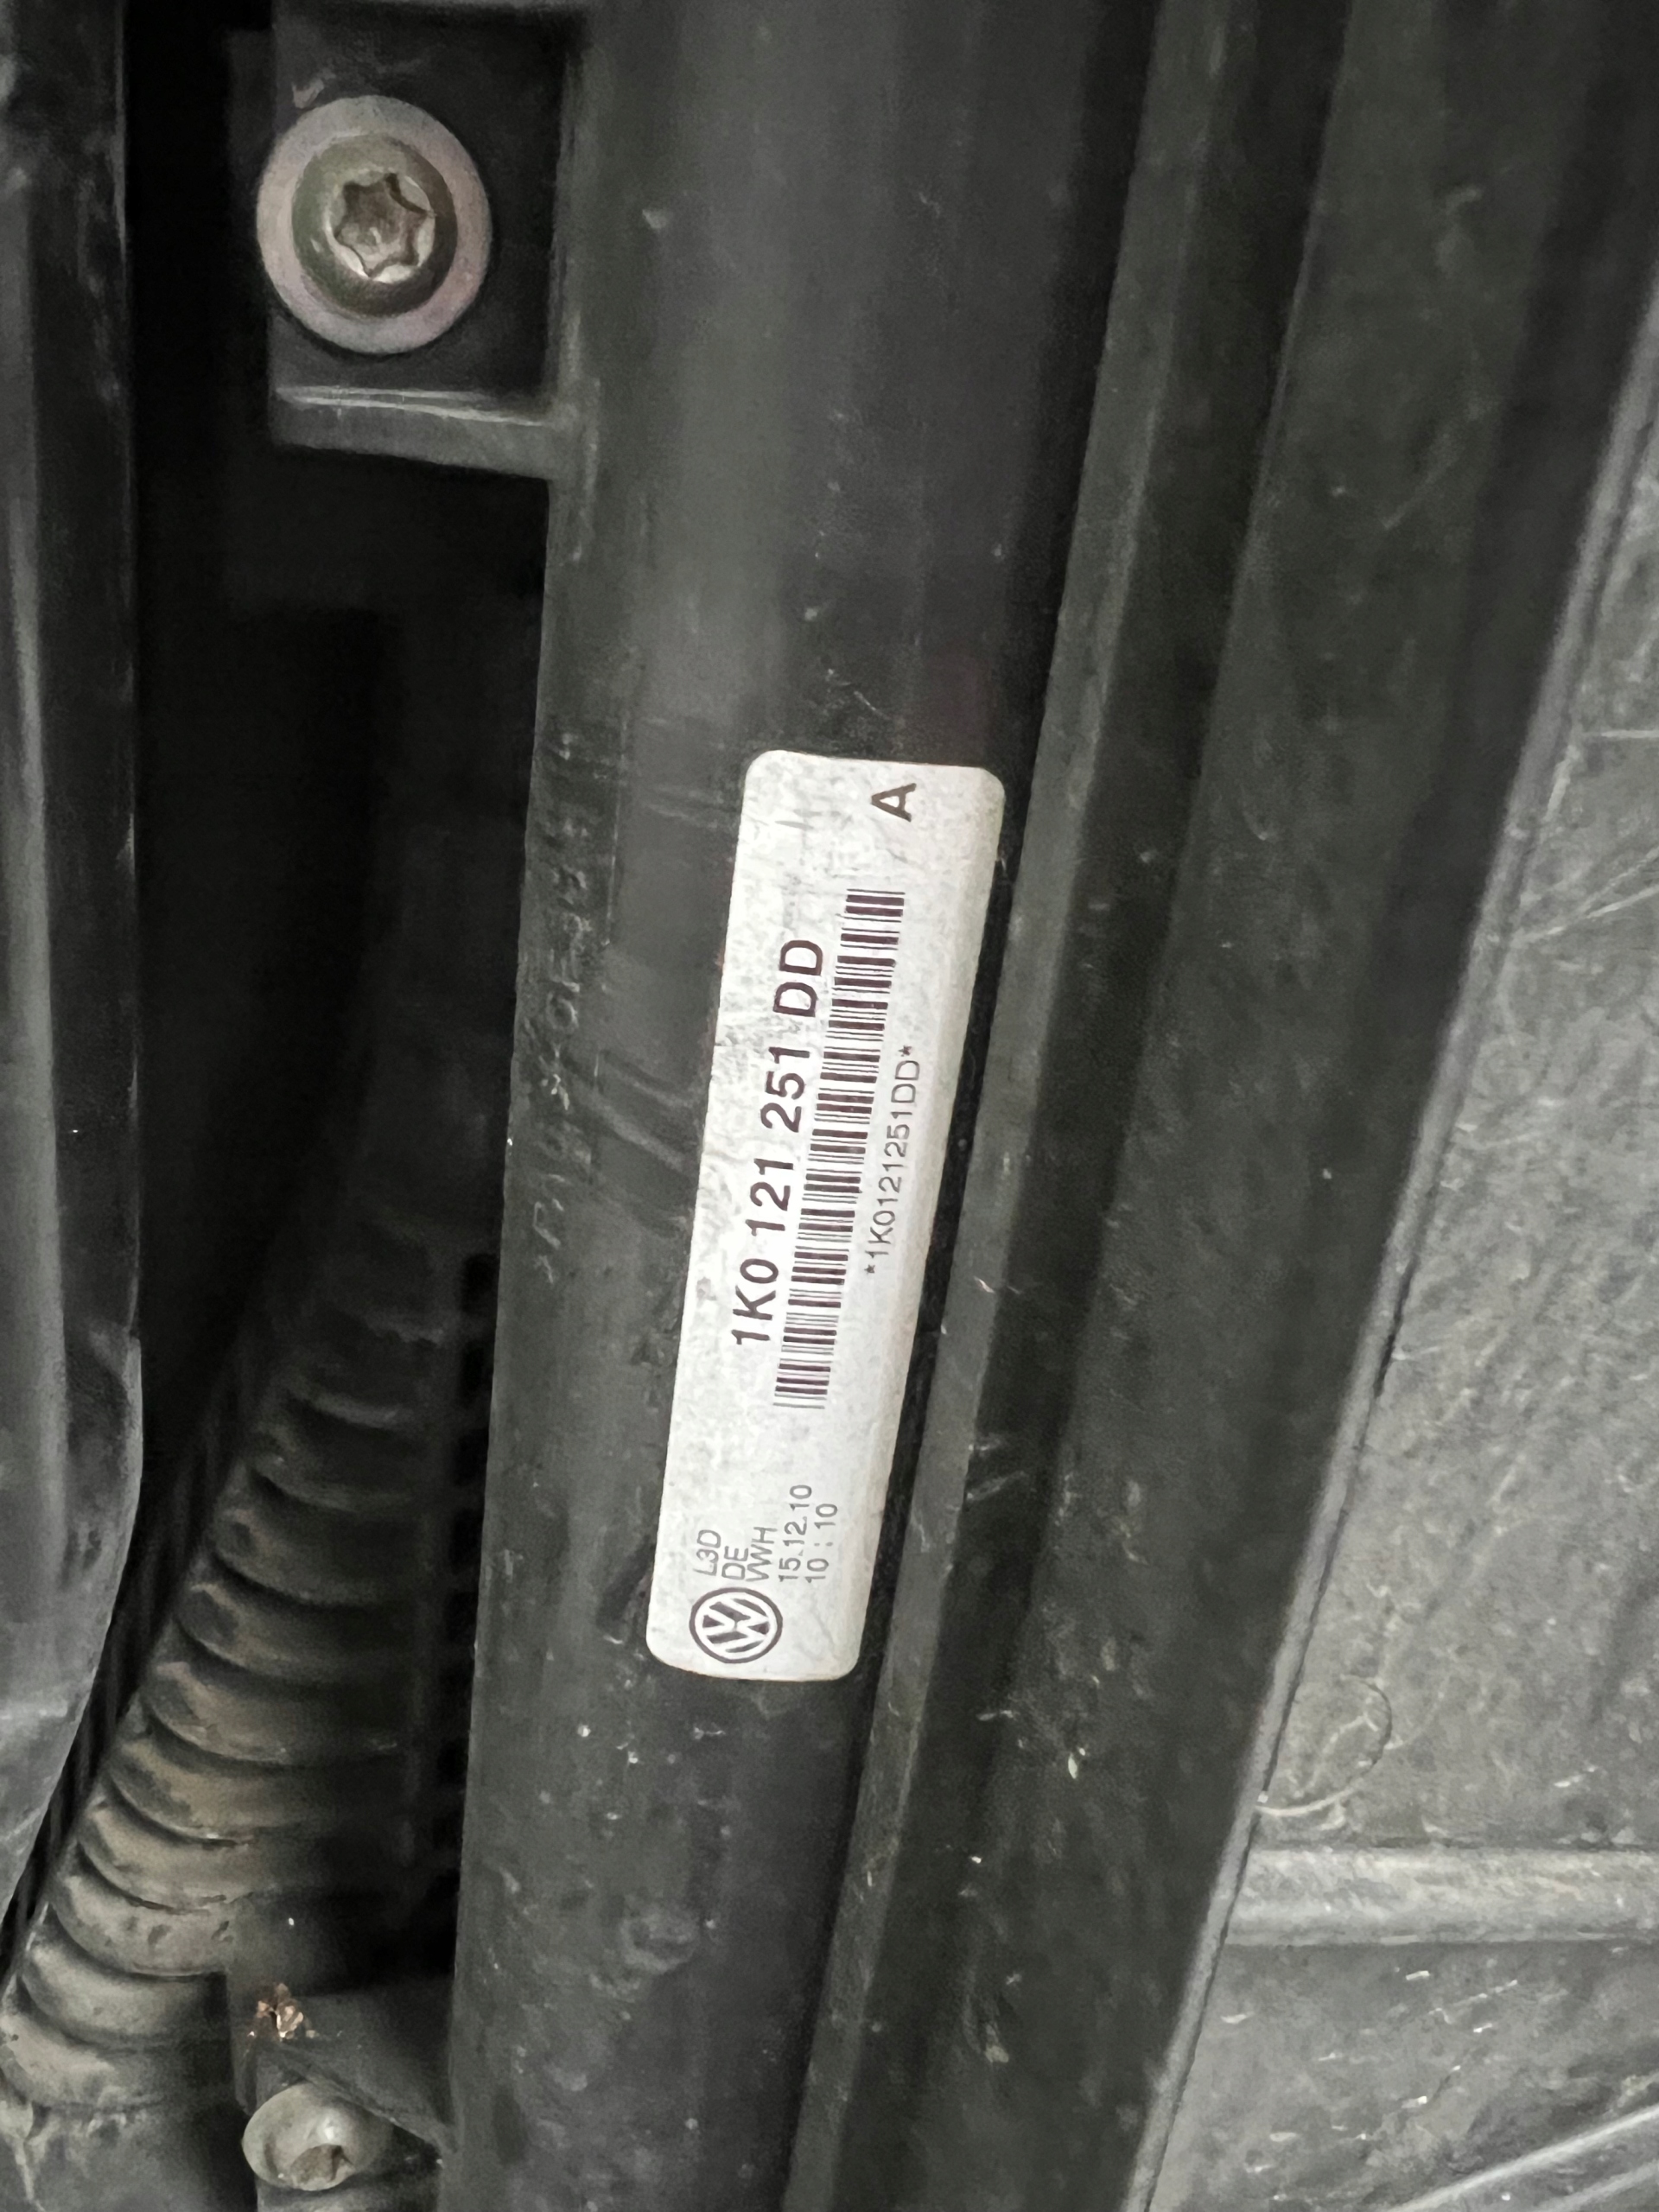 L3D
DE
VWH
15.12.10
10:10
1K0 121 251 DD
*1K0121251DD*
A